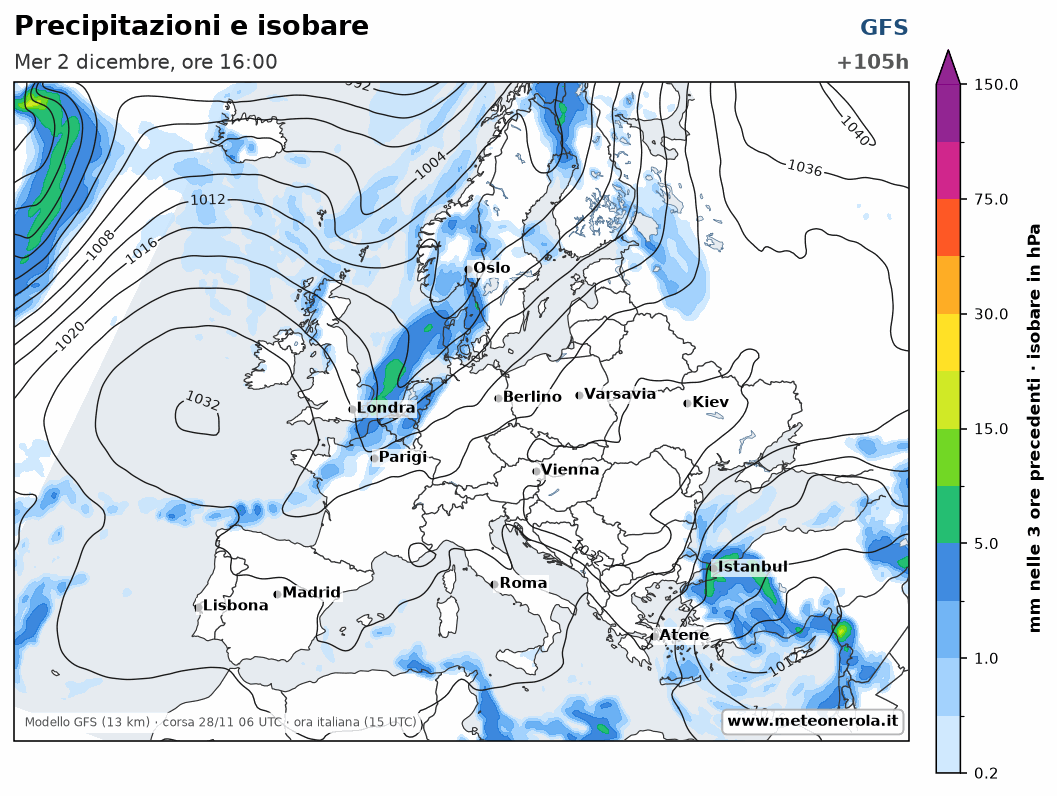 Precipitazioni e isobare
GFS
Mer 2 dicembre, ore 16:00
+105h
1040
1036
1004
1012
1008
1016
1020
1032
Oslo
Londra
Berlino
Varsavia
Kiev
Parigi
Vienna
Istanbul
Roma
Madrid
Lisbona
Atene
1012
Modello GFS (13 km) · corsa 28/11 06 UTC · ora italiana (15 UTC)
www.meteonerola.it
150.0
75.0
30.0
15.0
5.0
1.0
0.2
mm nelle 3 ore precedenti · isobare in hPa